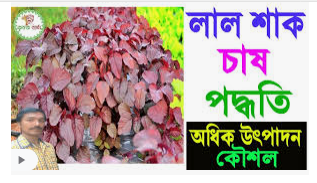 লাল শাক
চাষ
পদ্ধতি
অধিক উৎপাদন
কৌশল